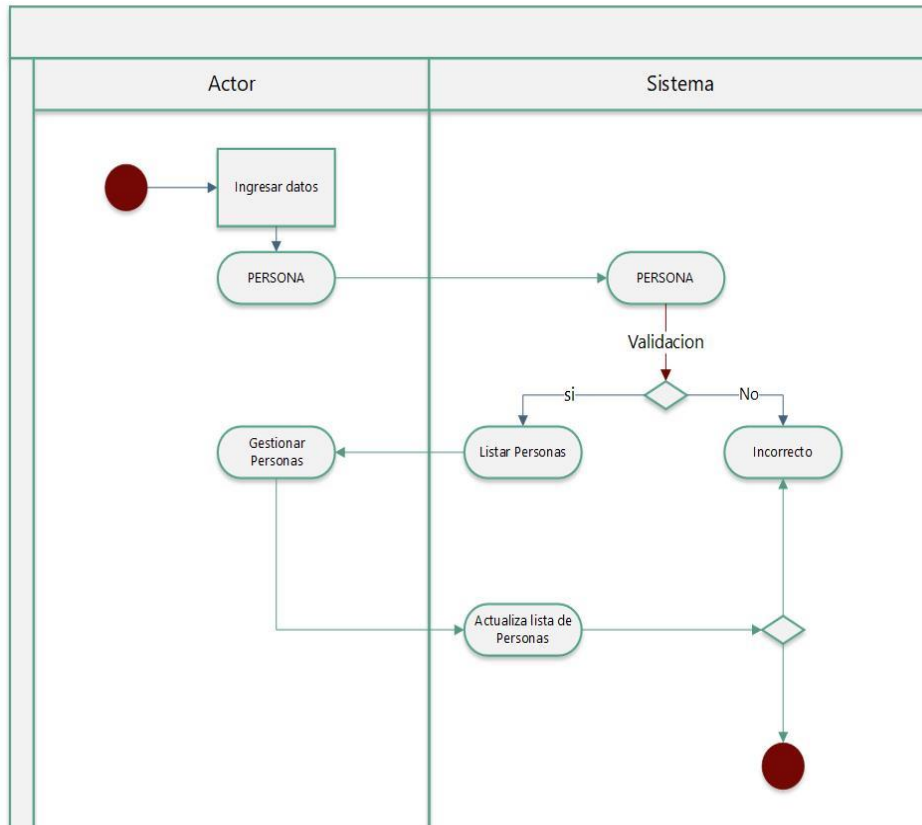 Actor
Sistema
Ingresar datos
PERSONA
PERSONA
Validacion
si
No
Gestionar
Personas
Listar Personas
Incorrecto
Actualiza lista de
Personas